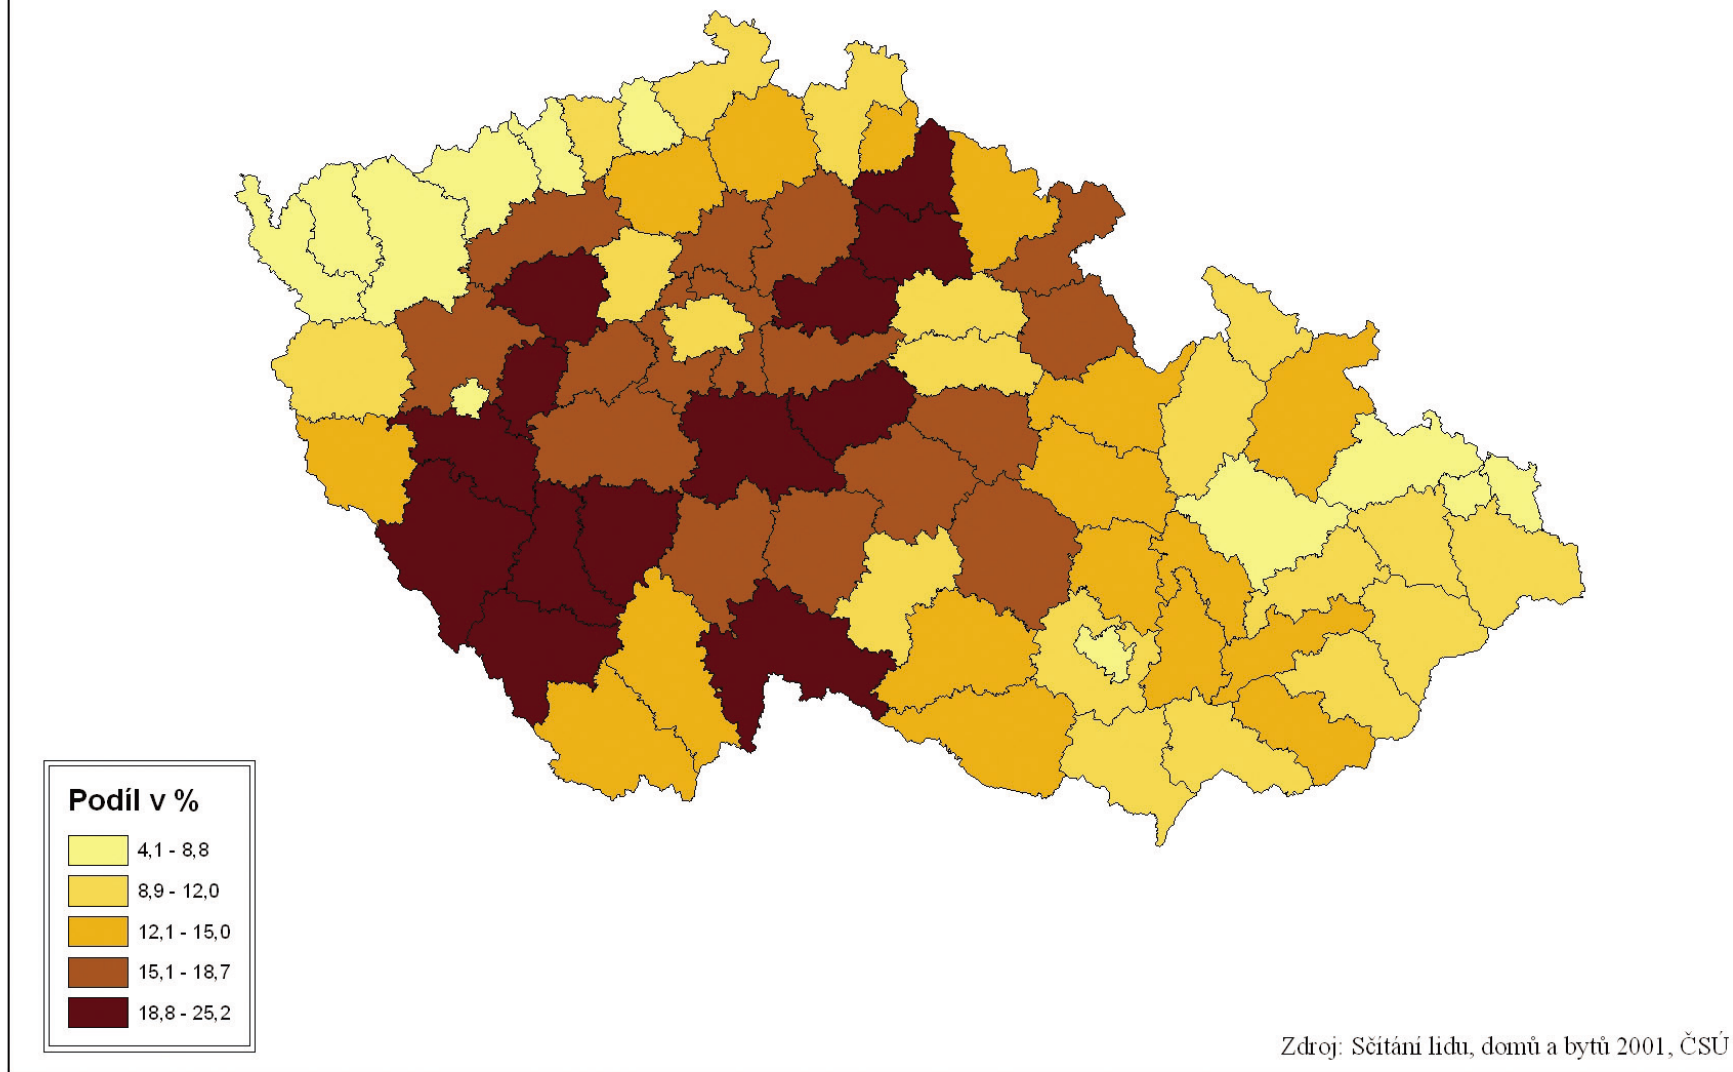 Podíl v %
4,1 - 8,8
8,9 - 12,0
12,1 - 15,0
15,1 - 18,7
18,8 - 25,2
Zdroj: Sčítání lidu, domů a bytů 2001, ČSÚ